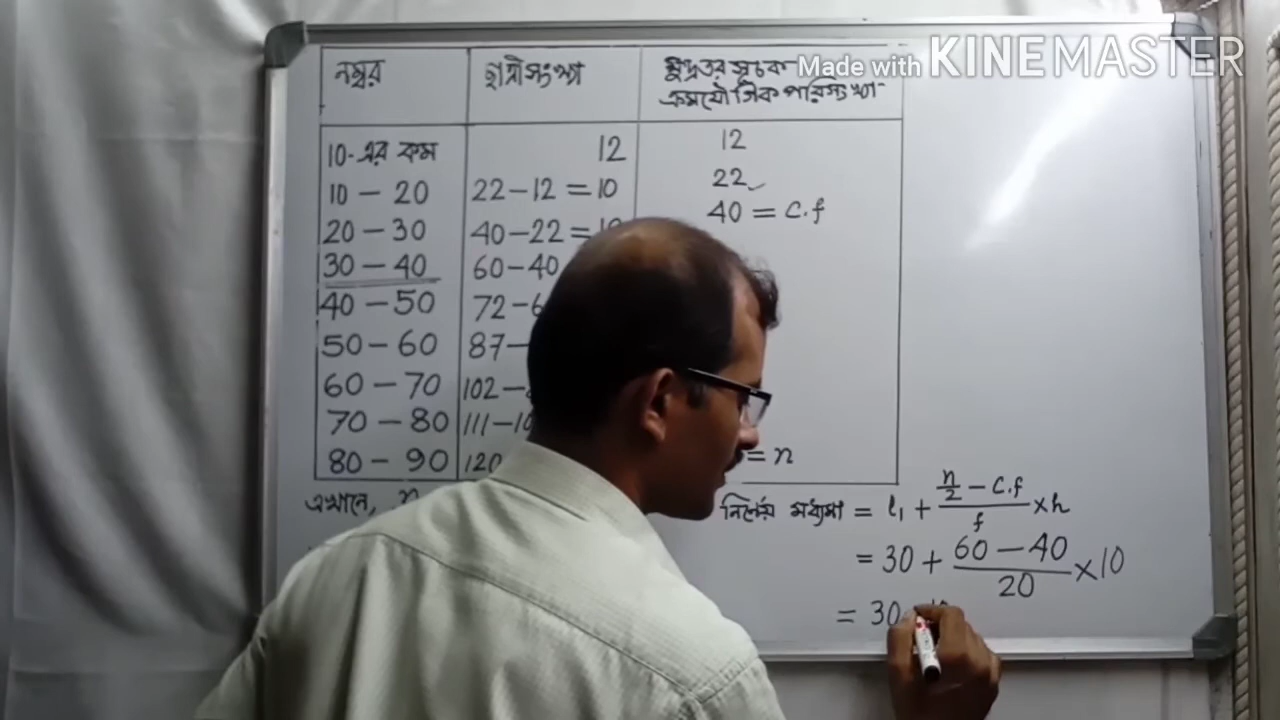 নম্বর ছাত্রীসংখ্যা ক্ষুদ্রতর সূচক
ক্রমযৌগিক পরিসংখ্যা
Made with KINEMASTER
10-এর কম 12 12
10 - 20 22 - 12 = 10 22
20 - 30 40 - 22 = 40 = c.f
30 - 40 60 - 40
40 - 50 72 -
50 - 60 87 -
60 - 70 102 -
70 - 80 111 -
80 - 90 120 = n
এখানে, n নির্ণেয় মধ্যমা = l₁ + (n/2 - c.f)/f × h
= 30 + (60 - 40)/20 × 10
= 30